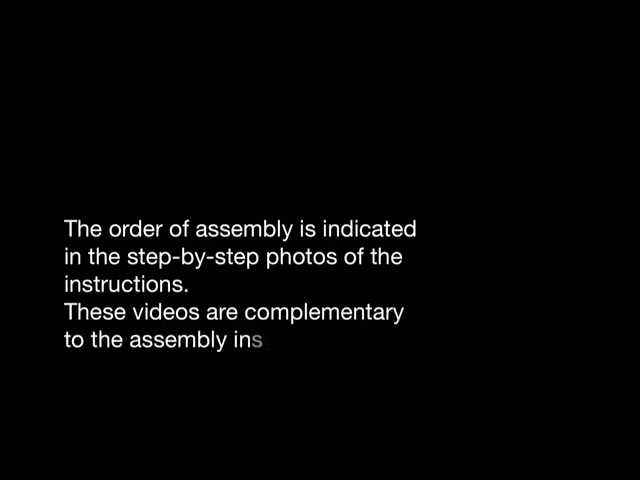 The order of assembly is indicated
in the step-by-step photos of the
instructions.
These videos are complementary
to the assembly ins